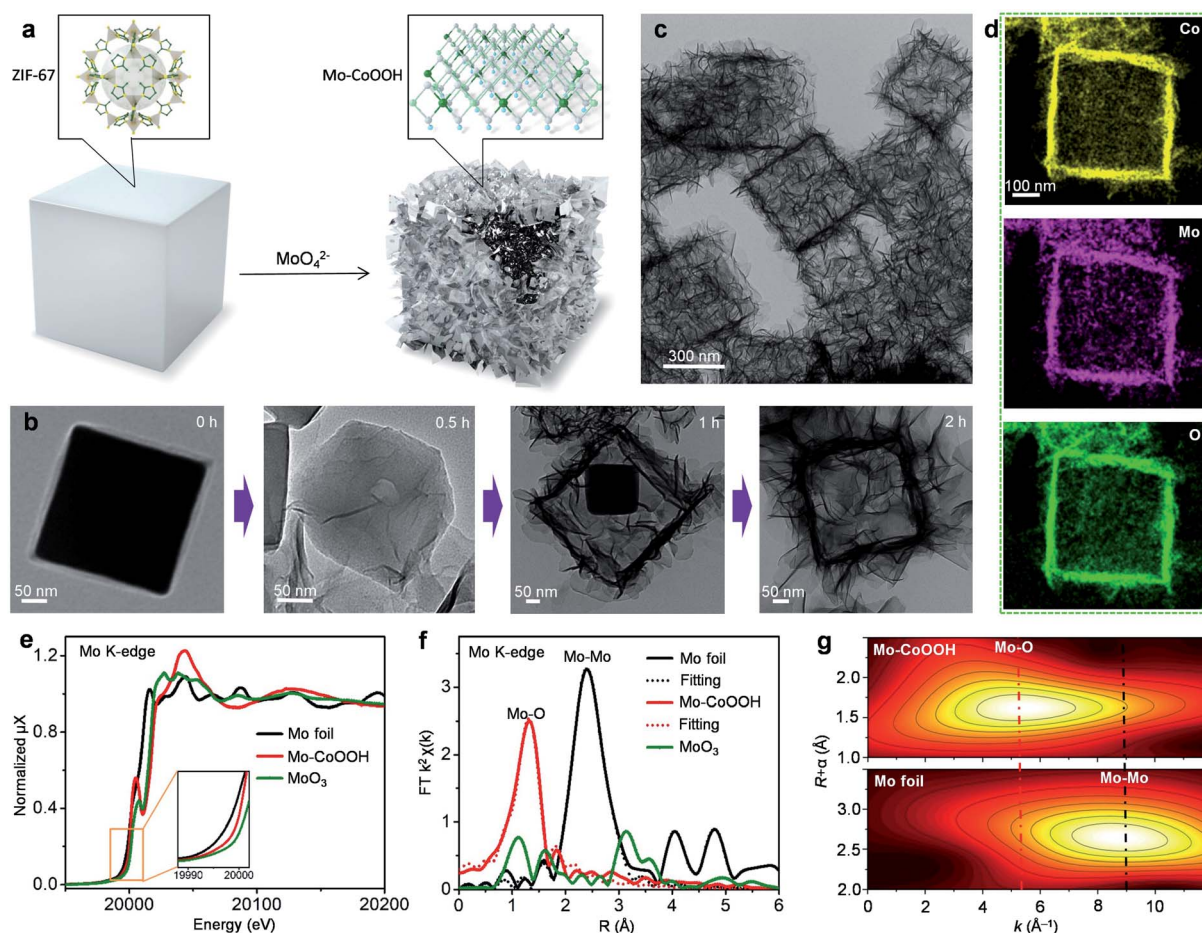 a
ZIF-67
Mo-CoOOH
MoO₄²⁻
b
0 h
50 nm
0.5 h
50 nm
1 h
50 nm
2 h
50 nm
c
300 nm
d
Co
100 nm
Mo
O
e
Mo K-edge
Normalized μX
1.2
0.8
0.4
0.0
Mo foil
Mo-CoOOH
MoO₃
19990 20000
20000 20100 20200
Energy (eV)
f
Mo K-edge
Mo-Mo
Mo-O
FT k² χ(k)
3
2
1
0
Mo foil
Fitting
Mo-CoOOH
Fitting
MoO₃
0 1 2 3 4 5 6
R (Å)
g
Mo-CoOOH
Mo-O
2.0
1.5
1.0
R+α (Å)
Mo foil
Mo-Mo
3.0
2.5
2.0
0 2 4 6 8 10
k (Å⁻¹)